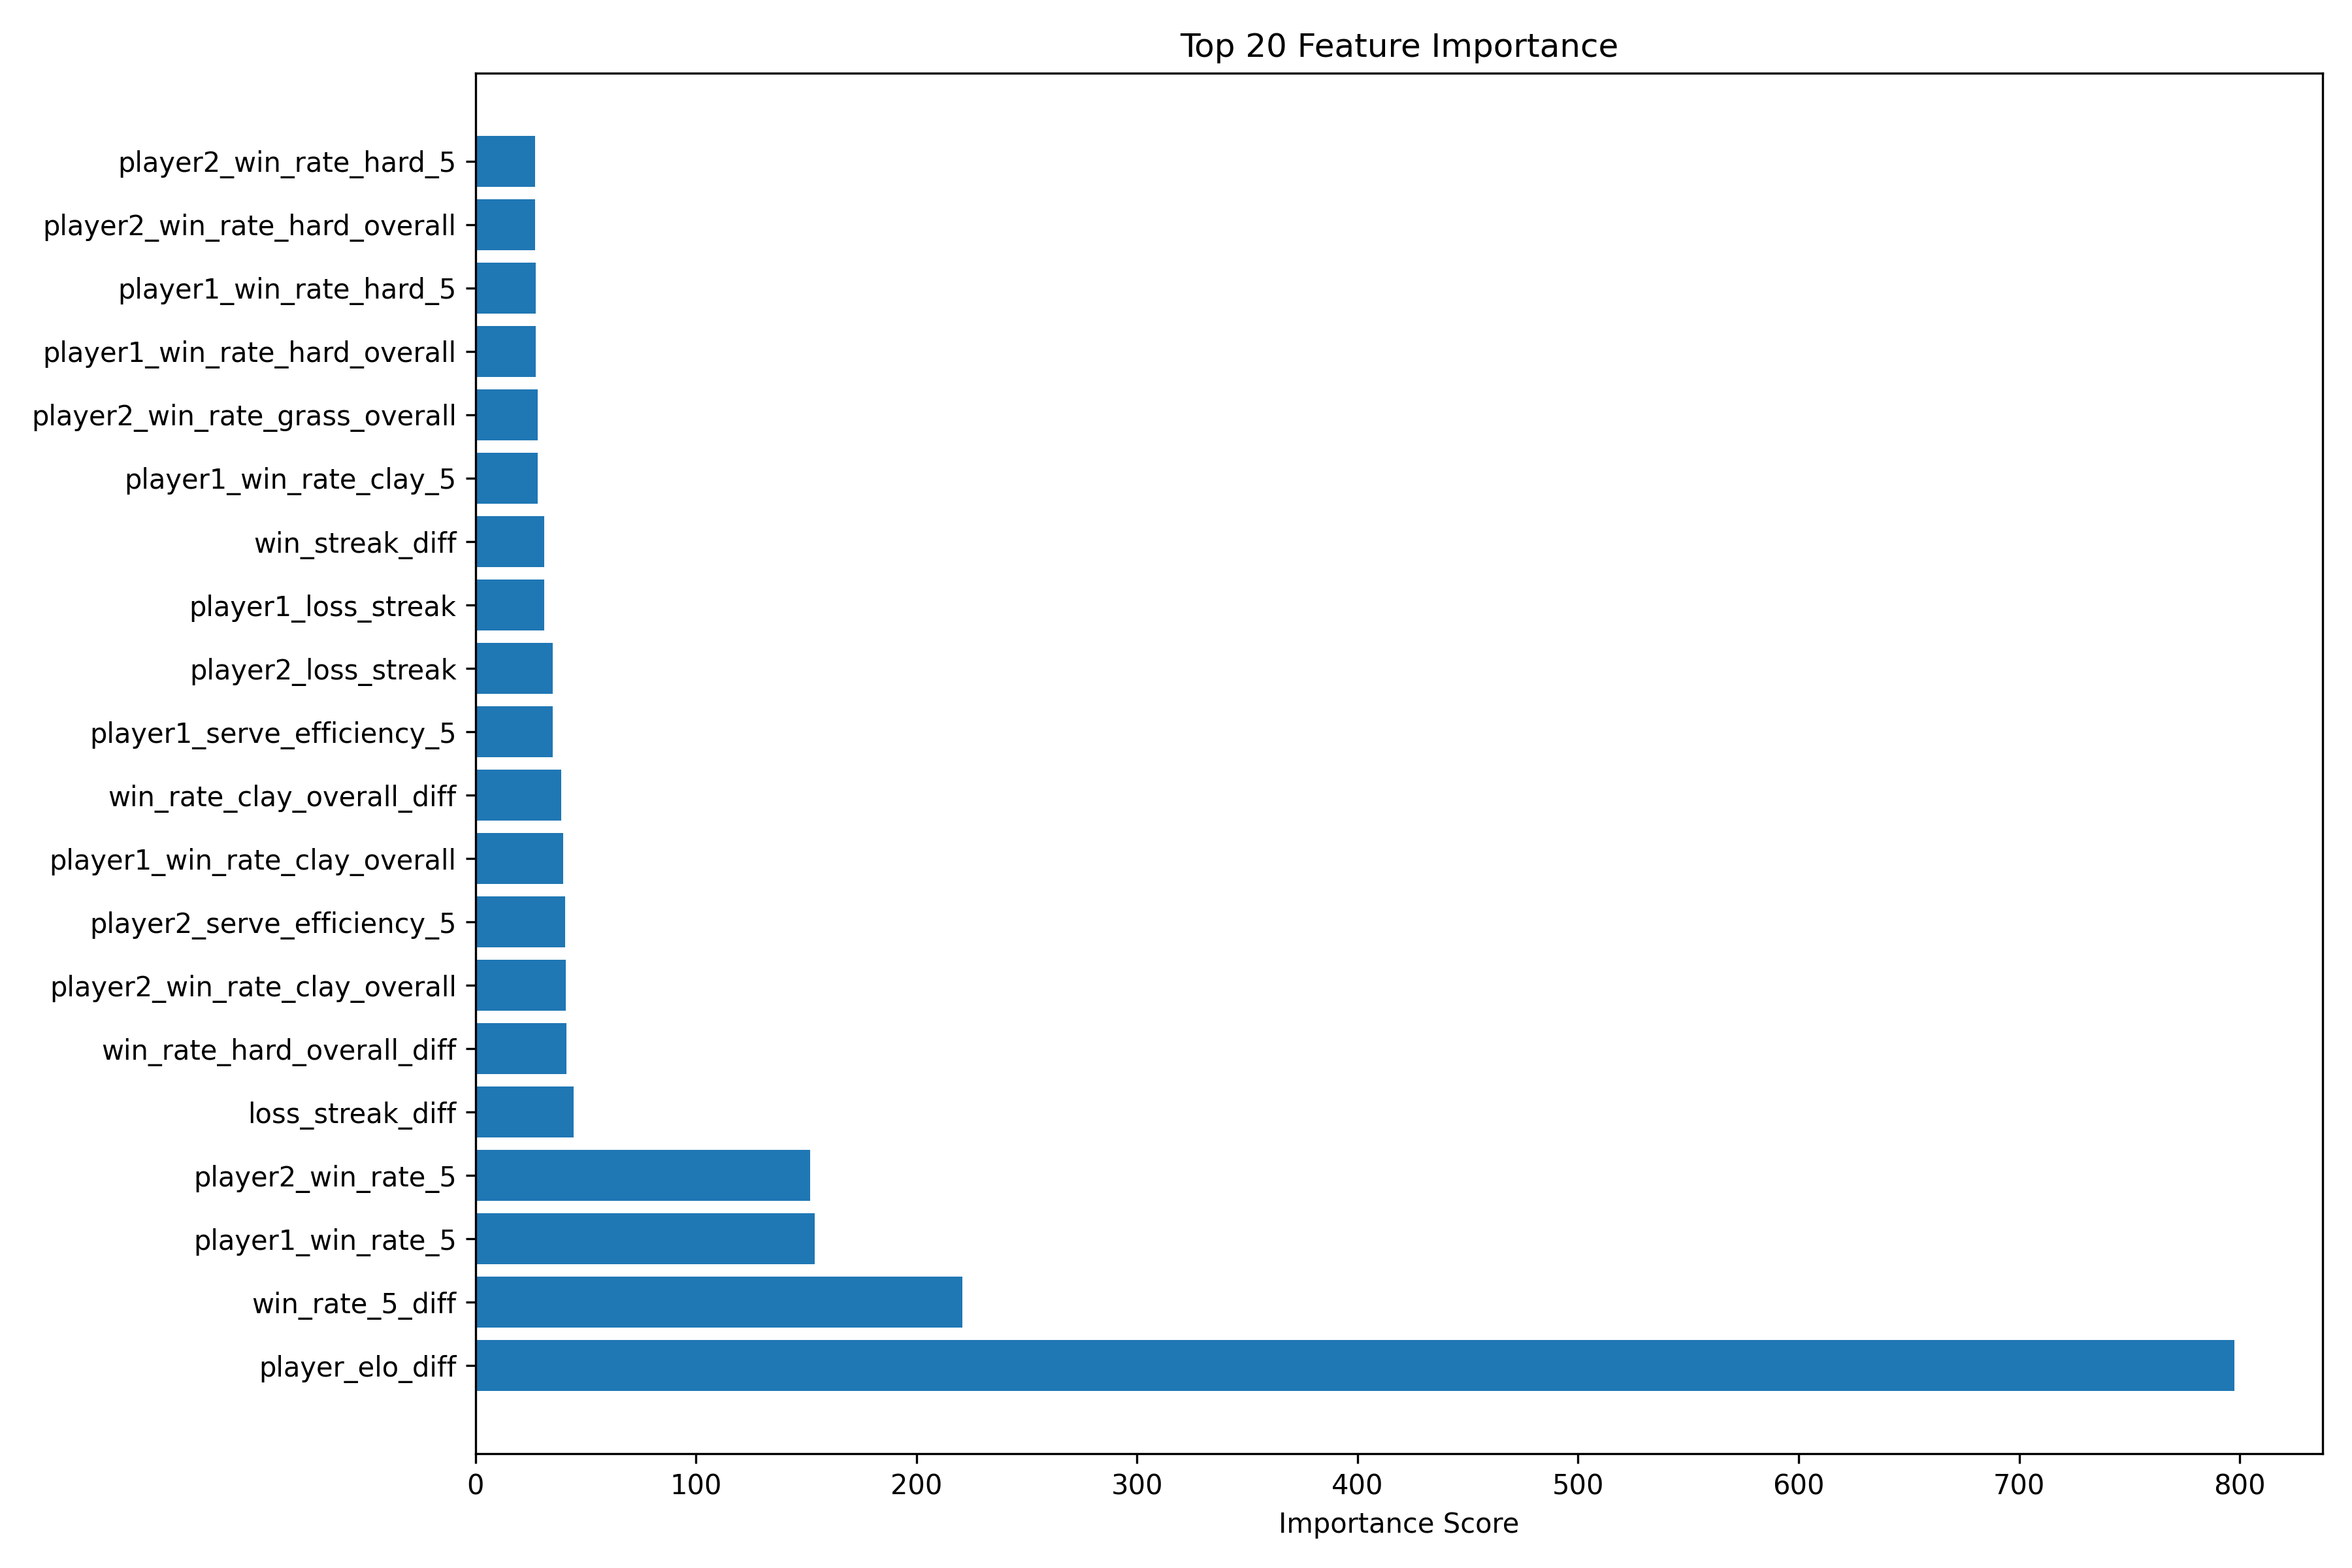 Top 20 Feature Importance
player2_win_rate_hard_5
player2_win_rate_hard_overall
player1_win_rate_hard_5
player1_win_rate_hard_overall
player2_win_rate_grass_overall
player1_win_rate_clay_5
win_streak_diff
player1_loss_streak
player2_loss_streak
player1_serve_efficiency_5
win_rate_clay_overall_diff
player1_win_rate_clay_overall
player2_serve_efficiency_5
player2_win_rate_clay_overall
win_rate_hard_overall_diff
loss_streak_diff
player2_win_rate_5
player1_win_rate_5
win_rate_5_diff
player_elo_diff
0 100 200 300 400 500 600 700 800
Importance Score